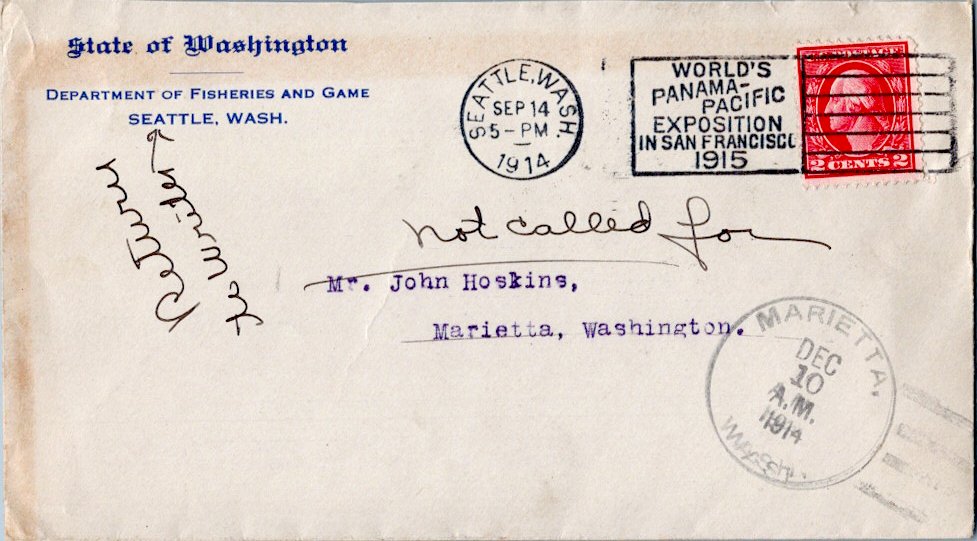 State of Washington
DEPARTMENT OF FISHERIES AND GAME
SEATTLE, WASH.
SEATTLE, WASH.
SEP 14
5-PM
1914
WORLD'S
PANAMA-
PACIFIC
EXPOSITION
IN SAN FRANCISCO
1915
U.S. POSTAGE
2 CENTS 2
Return
to writer
not called for
Mr. John Hoskins,
Marietta, Washington.
MARIETTA,
DEC
10
A.M.
1914
WASH.